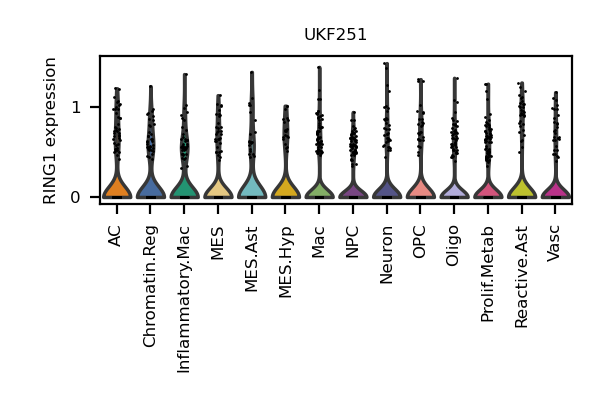 UKF251
RING1 expression
1
0
AC
Chromatin.Reg
Inflammatory.Mac
MES
MES.Ast
MES.Hyp
Mac
NPC
Neuron
OPC
Oligo
Prolif.Metab
Reactive.Ast
Vasc